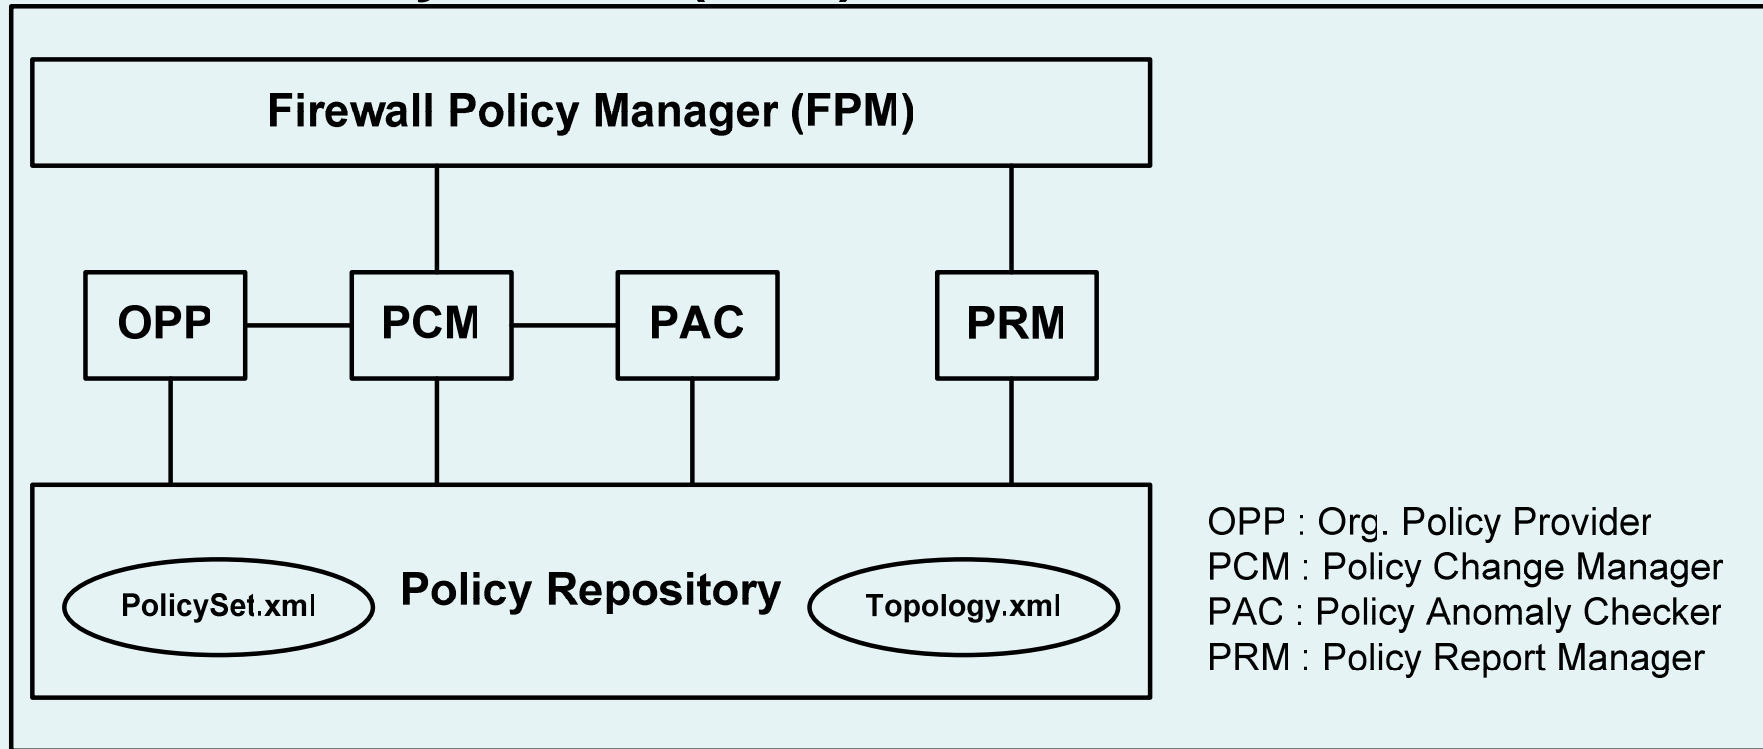 Firewall Policy Manager (FPM)
OPP PCM PAC PRM
PolicySet.xml Policy Repository Topology.xml
OPP : Org. Policy Provider
PCM : Policy Change Manager
PAC : Policy Anomaly Checker
PRM : Policy Report Manager